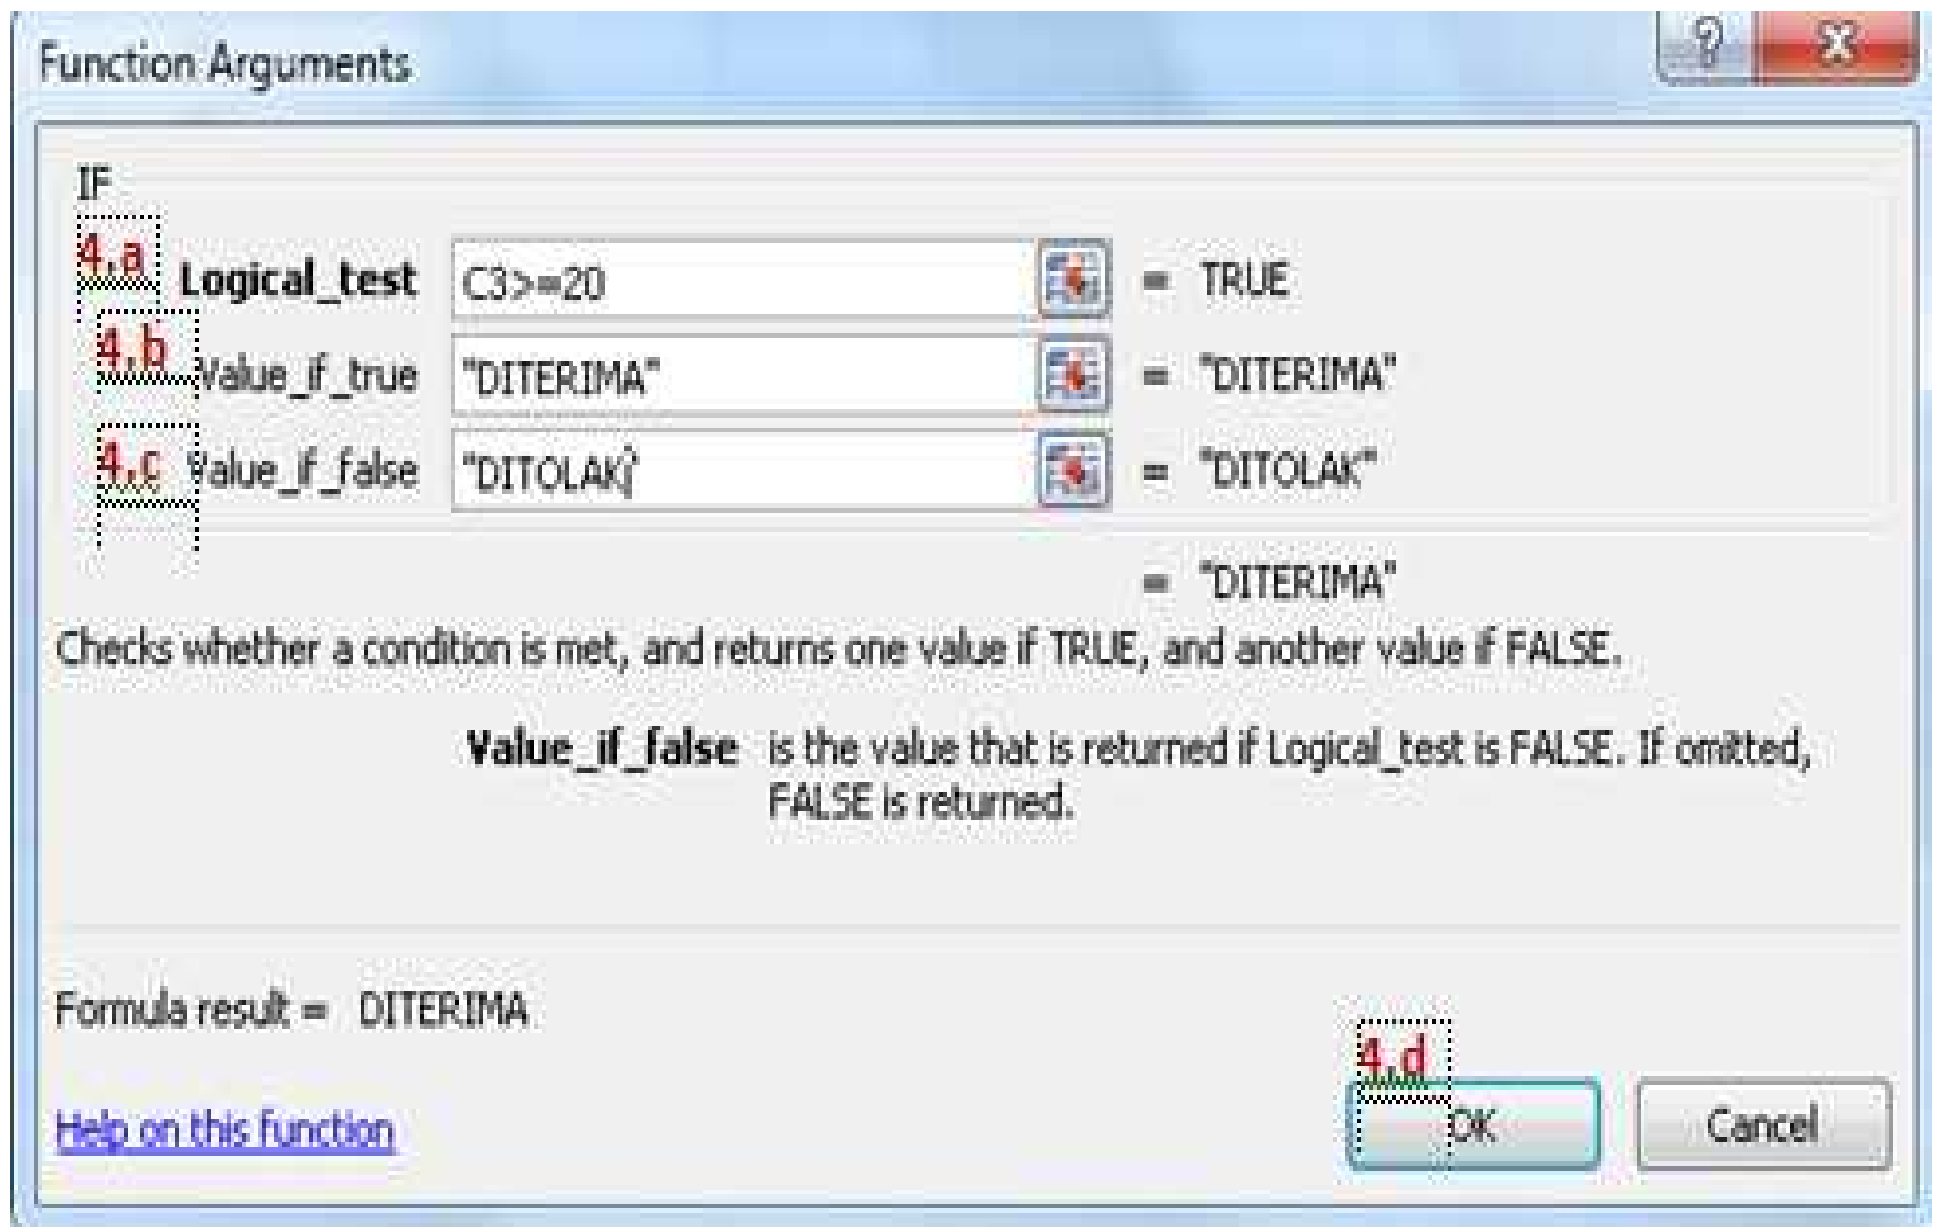 Function Arguments
IF
4.a Logical_test C3>=20 = TRUE
4.b Value_if_true "DITERIMA" = "DITERIMA"
4.c Value_if_false "DITOLAK" = "DITOLAK"
= "DITERIMA"
Checks whether a condition is met, and returns one value if TRUE, and another value if FALSE.
Value_if_false is the value that is returned if Logical_test is FALSE. If omitted,
FALSE is returned.
Formula result = DITERIMA
4.d
Help on this function OK Cancel